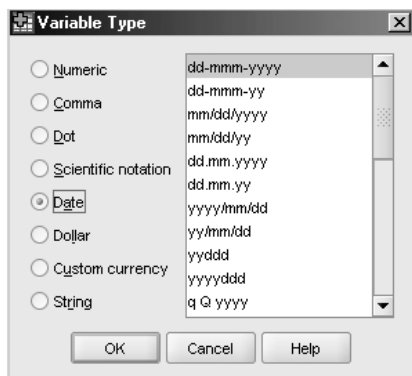 Variable Type
Numeric
Comma
Dot
Scientific notation
Date
Dollar
Custom currency
String
dd-mmm-yyyy
dd-mmm-yy
mm/dd/yyyy
mm/dd/yy
dd.mm.yyyy
dd.mm.yy
yyyy/mm/dd
yy/mm/dd
yyddd
yyyyddd
q Q yyyy
OK Cancel Help